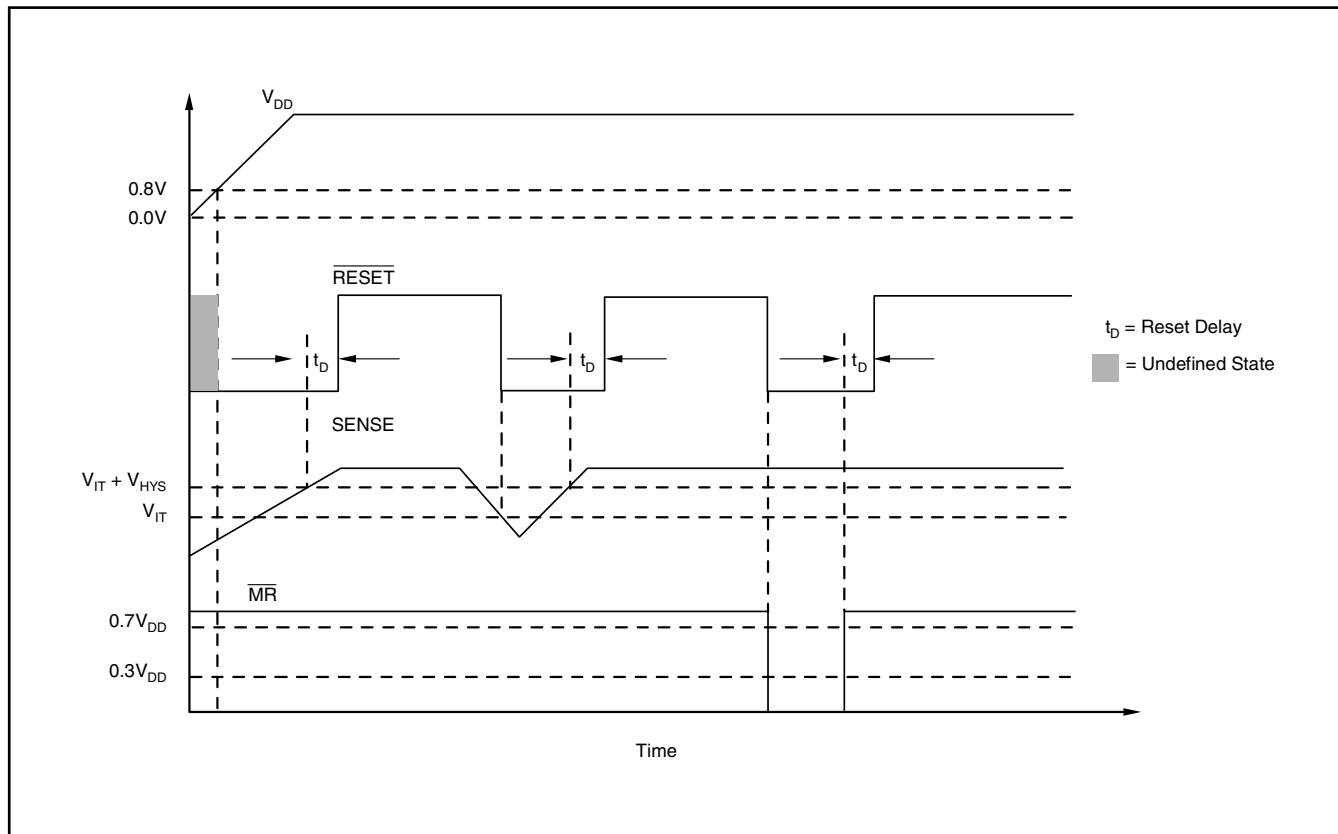 V_DD
0.8V
0.0V
RESET
t_D
t_D
t_D
t_D = Reset Delay
= Undefined State
SENSE
V_IT + V_HYS
V_IT
MR
0.7V_DD
0.3V_DD
Time